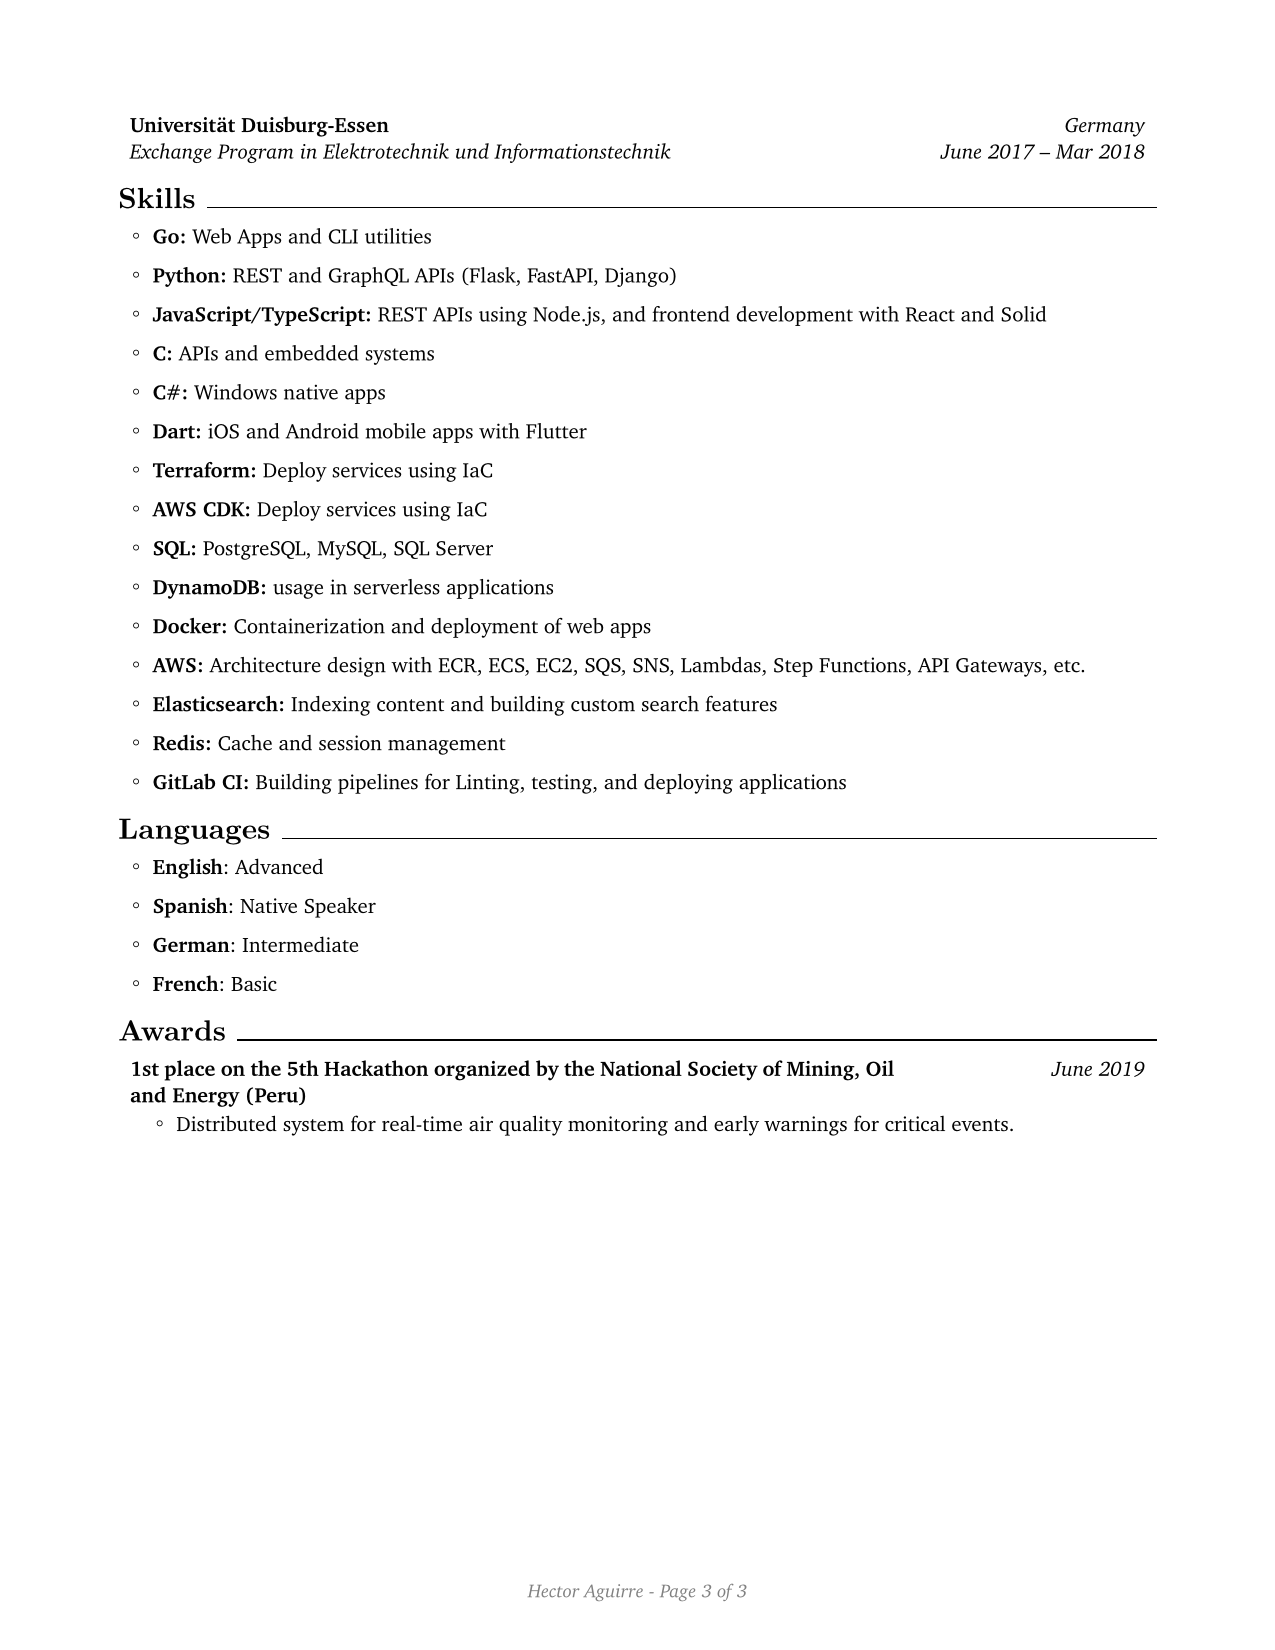 Universität Duisburg-Essen Germany
Exchange Program in Elektrotechnik und Informationstechnik June 2017 – Mar 2018
Skills
◦ Go: Web Apps and CLI utilities
◦ Python: REST and GraphQL APIs (Flask, FastAPI, Django)
◦ JavaScript/TypeScript: REST APIs using Node.js, and frontend development with React and Solid
◦ C: APIs and embedded systems
◦ C#: Windows native apps
◦ Dart: iOS and Android mobile apps with Flutter
◦ Terraform: Deploy services using IaC
◦ AWS CDK: Deploy services using IaC
◦ SQL: PostgreSQL, MySQL, SQL Server
◦ DynamoDB: usage in serverless applications
◦ Docker: Containerization and deployment of web apps
◦ AWS: Architecture design with ECR, ECS, EC2, SQS, SNS, Lambdas, Step Functions, API Gateways, etc.
◦ Elasticsearch: Indexing content and building custom search features
◦ Redis: Cache and session management
◦ GitLab CI: Building pipelines for Linting, testing, and deploying applications
Languages
◦ English: Advanced
◦ Spanish: Native Speaker
◦ German: Intermediate
◦ French: Basic
Awards
1st place on the 5th Hackathon organized by the National Society of Mining, Oil June 2019
and Energy (Peru)
◦ Distributed system for real-time air quality monitoring and early warnings for critical events.
Hector Aguirre - Page 3 of 3